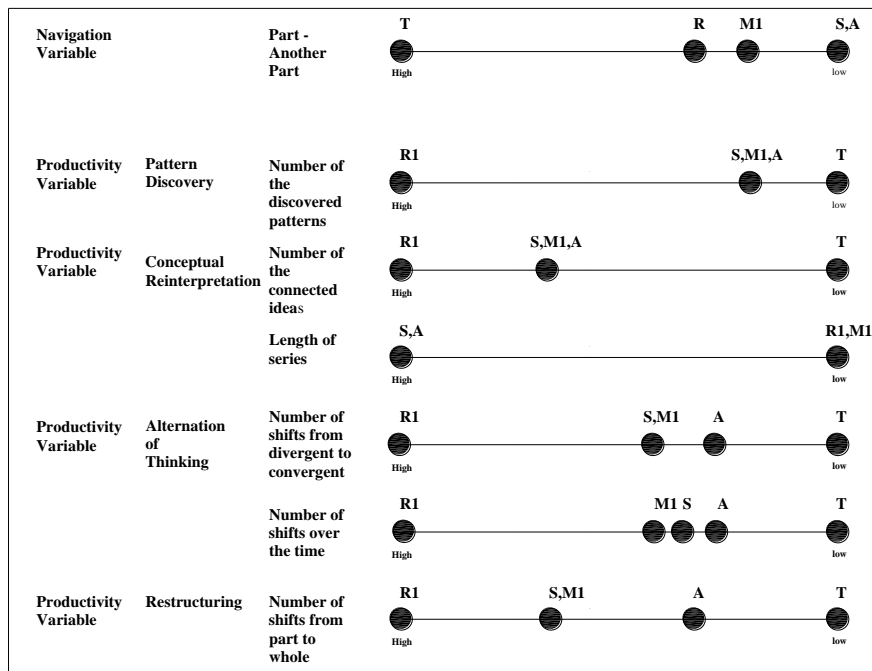 T R M1 S,A
Navigation Part -
Variable Another
Part
High low
R1 S,M1,A T
Productivity Pattern Number of
Variable Discovery the
discovered
patterns
High low
R1 S,M1,A T
Productivity Conceptual Number of
Variable Reinterpretation the
connected
ideas
High low
S,A R1,M1
Length of
series
High low
R1 S,M1 A T
Productivity Alternation Number of
Variable of shifts from
Thinking divergent to
convergent
High low
R1 M1 S A T
Number of
shifts over
the time
High low
R1 S,M1 A T
Productivity Restructuring Number of
Variable shifts from
part to
whole
High low